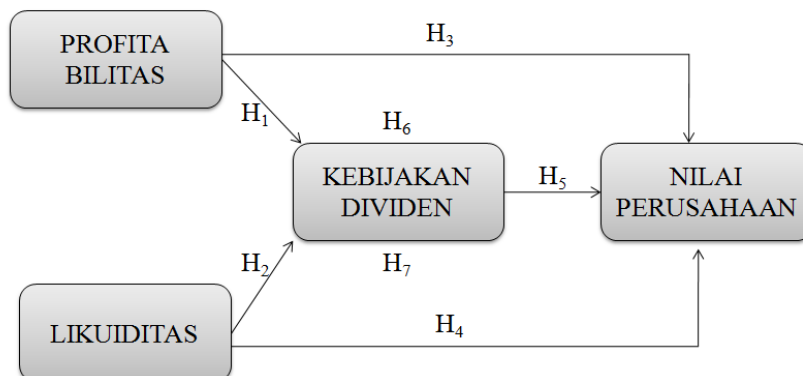 PROFITA
BILITAS
H₃
H₁
H₆
KEBIJAKAN
DIVIDEN
H₅
NILAI
PERUSAHAAN
H₂
H₇
LIKUIDITAS
H₄